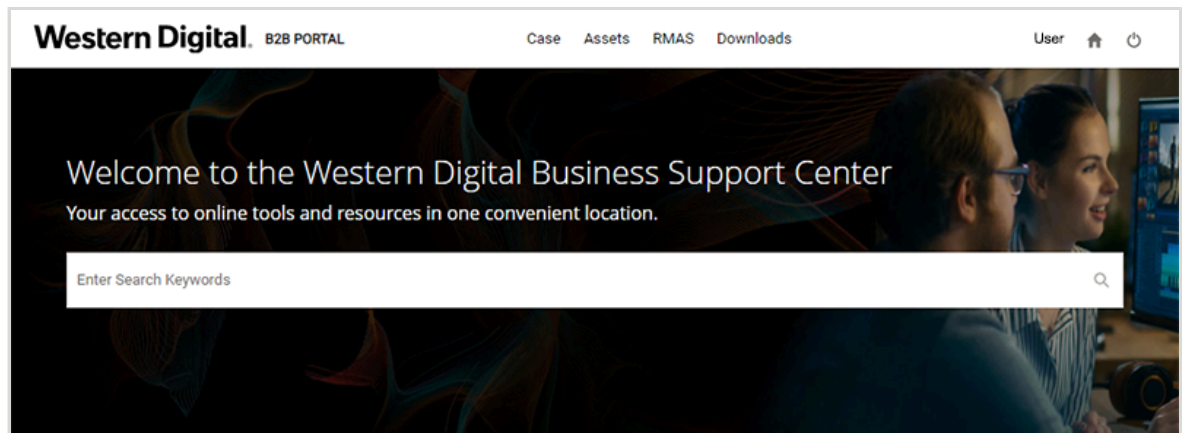 Western Digital. B2B PORTAL Case Assets RMAS Downloads User
Welcome to the Western Digital Business Support Center
Your access to online tools and resources in one convenient location.
Enter Search Keywords